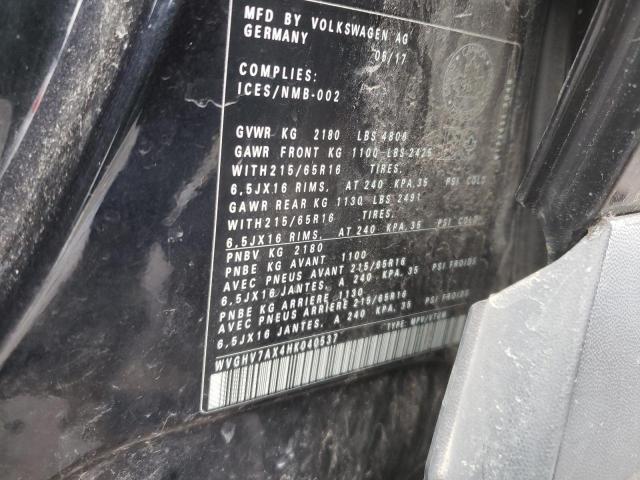 MFD BY VOLKSWAGEN AG
GERMANY 06/17
COMPLIES:
ICES/NMB-002
GVWR KG 2180 LBS 4806
GAWR FRONT KG 1100 LBS 2425
WITH215/65R16 TIRES.
6,5JX16 RIMS, AT 240 KPA,35 PSI COLD
GAWR REAR KG 1130 LBS 2491
WITH215/65R16 TIRES.
6,5JX16 RIMS, AT 240 KPA,35 PSI COLD
PNBV KG 2180
PNBE KG AVANT 1100
AVEC PNEUS AVANT 215/65R16
6,5JX16 JANTES, A 240 KPA, 35 PSI FROIDS
PNBE KG ARRIERE 1130
AVEC PNEUS ARRIERE 215/65R16
6,5JX16 JANTES, A 240 KPA, 35 PSI FROIDS
WVGHV7AX4HK040537 TYPE